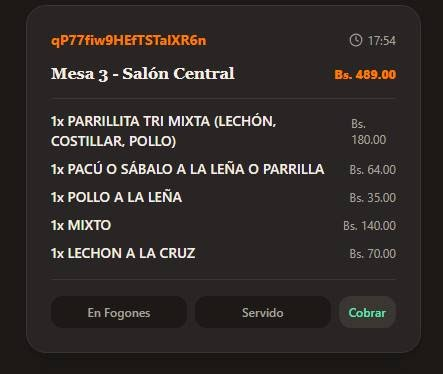 qP77fiw9HEfTSTalXR6n 17:54
Mesa 3 - Salón Central Bs. 489.00
1x PARRILLITA TRI MIXTA (LECHÓN, Bs.
COSTILLAR, POLLO) 180.00
1x PACÚ O SÁBALO A LA LEÑA O PARRILLA Bs. 64.00
1x POLLO A LA LEÑA Bs. 35.00
1x MIXTO Bs. 140.00
1x LECHON A LA CRUZ Bs. 70.00
En Fogones Servido Cobrar